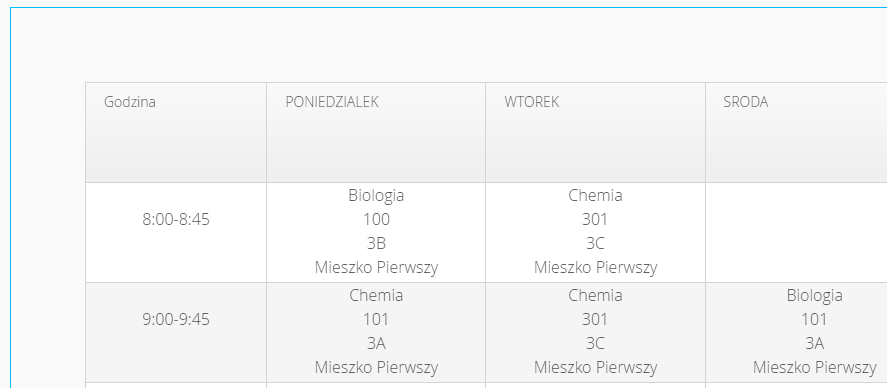 Godzina PONIEDZIALEK WTOREK SRODA
Biologia Chemia
8:00-8:45 100 301
3B 3C
Mieszko Pierwszy Mieszko Pierwszy
Chemia Chemia Biologia
9:00-9:45 101 301 101
3A 3C 3A
Mieszko Pierwszy Mieszko Pierwszy Mieszko Pierwszy